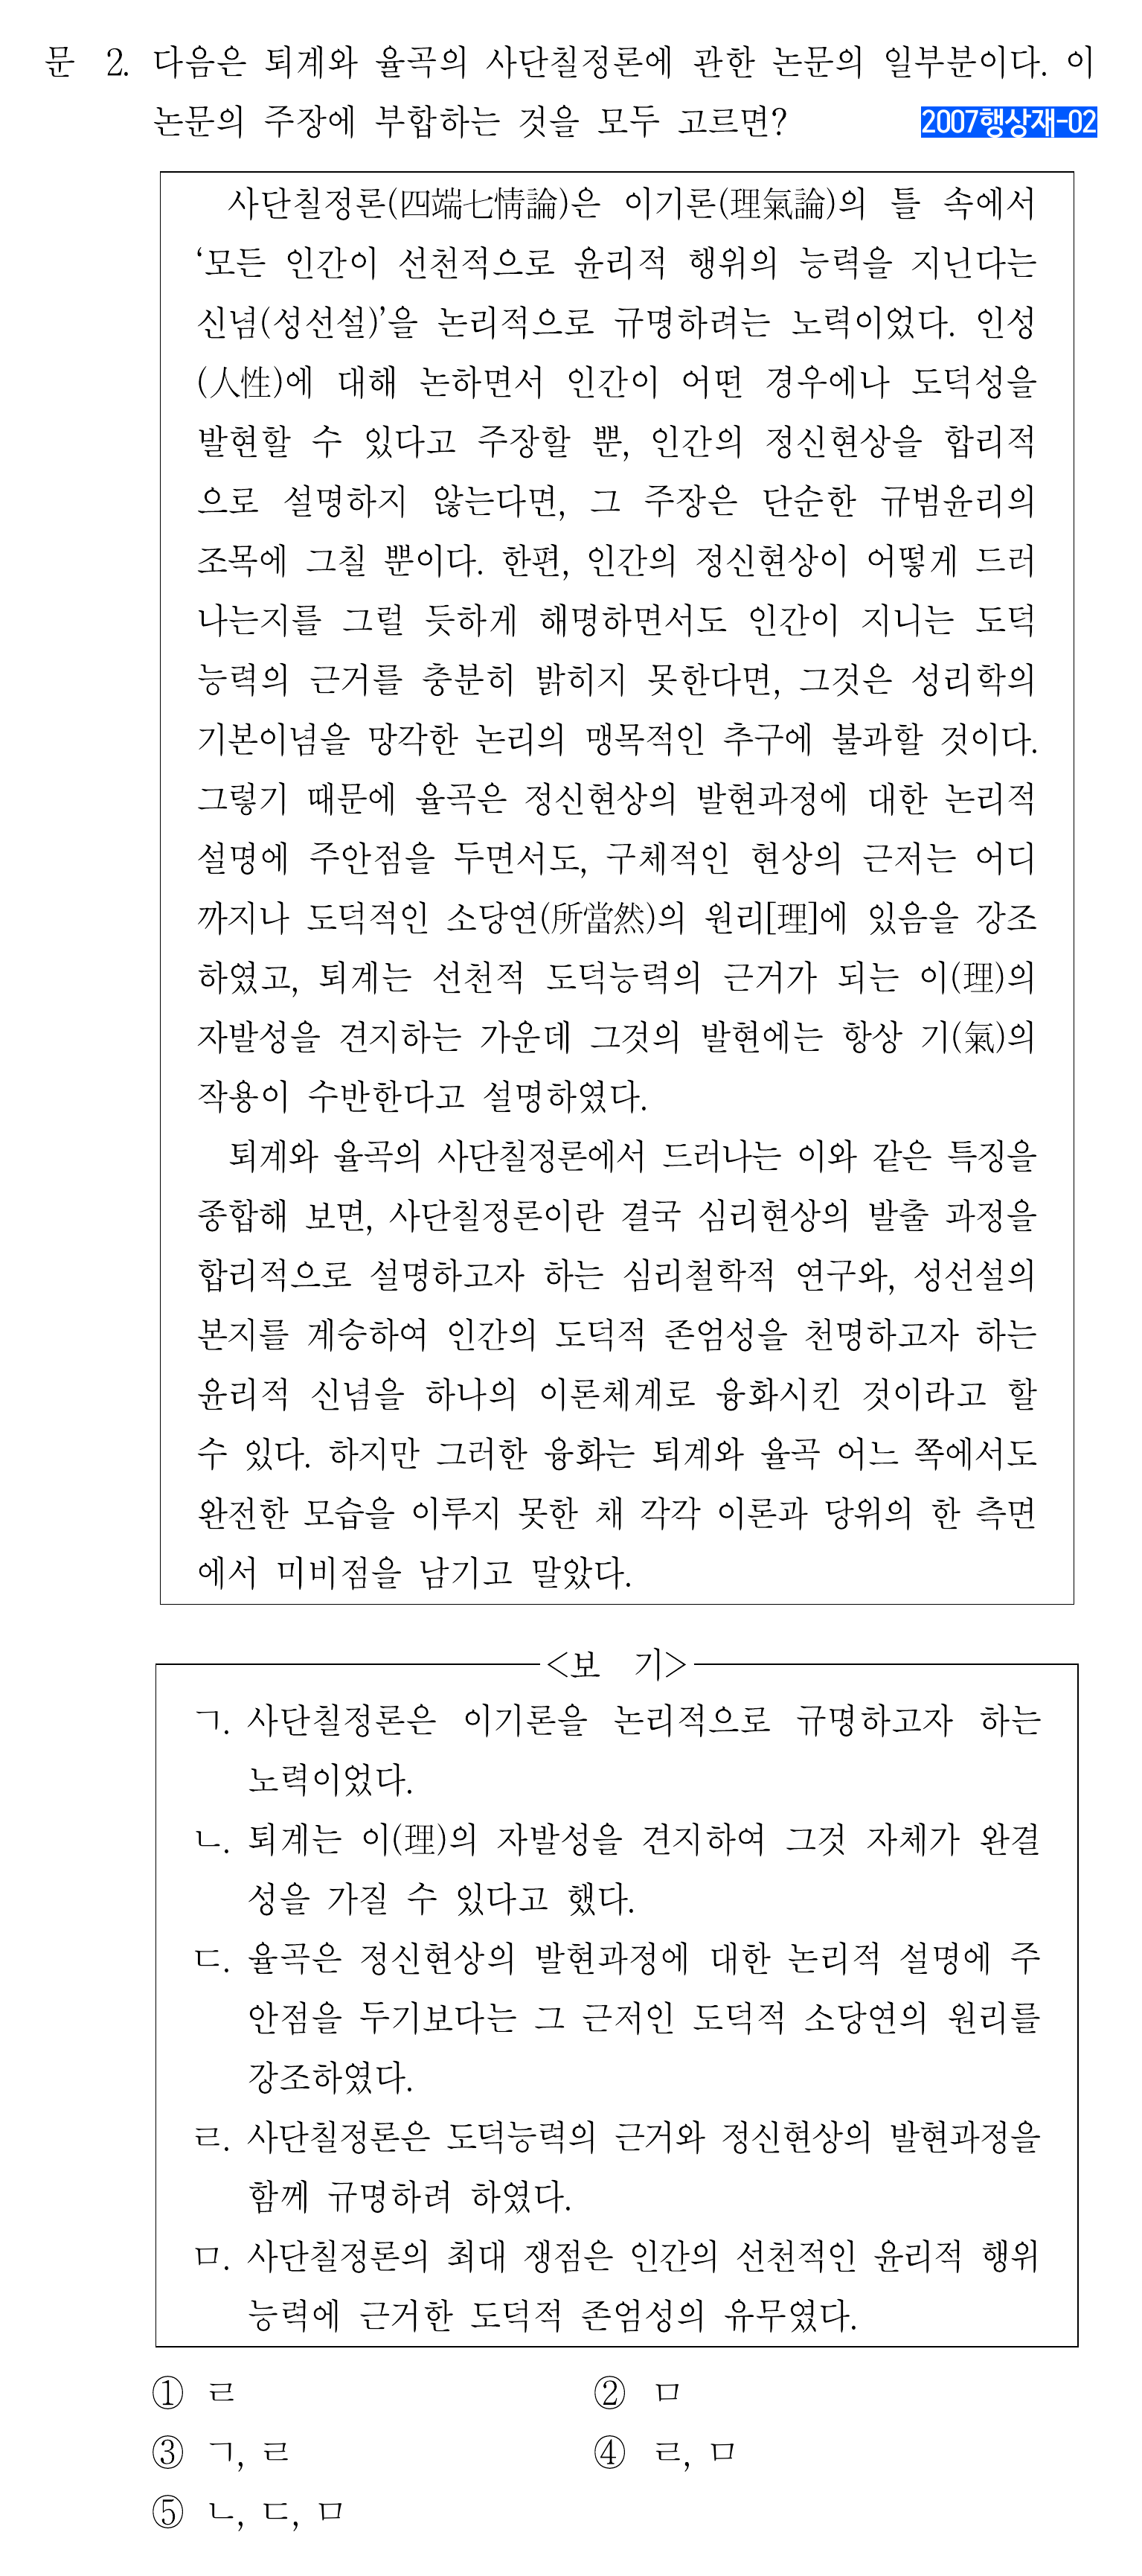 문 2. 다음은 퇴계와 율곡의 사단칠정론에 관한 논문의 일부분이다. 이
논문의 주장에 부합하는 것을 모두 고르면? 2007행상재-02
사단칠정론(四端七情論)은 이기론(理氣論)의 틀 속에서
‘모든 인간이 선천적으로 윤리적 행위의 능력을 지닌다는
신념(성선설)’을 논리적으로 규명하려는 노력이었다. 인성
(人性)에 대해 논하면서 인간이 어떤 경우에나 도덕성을
발현할 수 있다고 주장할 뿐, 인간의 정신현상을 합리적
으로 설명하지 않는다면, 그 주장은 단순한 규범윤리의
조목에 그칠 뿐이다. 한편, 인간의 정신현상이 어떻게 드러
나는지를 그럴 듯하게 해명하면서도 인간이 지니는 도덕
능력의 근거를 충분히 밝히지 못한다면, 그것은 성리학의
기본이념을 망각한 논리의 맹목적인 추구에 불과할 것이다.
그렇기 때문에 율곡은 정신현상의 발현과정에 대한 논리적
설명에 주안점을 두면서도, 구체적인 현상의 근저는 어디
까지나 도덕적인 소당연(所當然)의 원리[理]에 있음을 강조
하였고, 퇴계는 선천적 도덕능력의 근거가 되는 이(理)의
자발성을 견지하는 가운데 그것의 발현에는 항상 기(氣)의
작용이 수반한다고 설명하였다.
퇴계와 율곡의 사단칠정론에서 드러나는 이와 같은 특징을
종합해 보면, 사단칠정론이란 결국 심리현상의 발출 과정을
합리적으로 설명하고자 하는 심리철학적 연구와, 성선설의
본지를 계승하여 인간의 도덕적 존엄성을 천명하고자 하는
윤리적 신념을 하나의 이론체계로 융화시킨 것이라고 할
수 있다. 하지만 그러한 융화는 퇴계와 율곡 어느 쪽에서도
완전한 모습을 이루지 못한 채 각각 이론과 당위의 한 측면
에서 미비점을 남기고 말았다.
<보 기>
ㄱ. 사단칠정론은 이기론을 논리적으로 규명하고자 하는
노력이었다.
ㄴ. 퇴계는 이(理)의 자발성을 견지하여 그것 자체가 완결
성을 가질 수 있다고 했다.
ㄷ. 율곡은 정신현상의 발현과정에 대한 논리적 설명에 주
안점을 두기보다는 그 근저인 도덕적 소당연의 원리를
강조하였다.
ㄹ. 사단칠정론은 도덕능력의 근거와 정신현상의 발현과정을
함께 규명하려 하였다.
ㅁ. 사단칠정론의 최대 쟁점은 인간의 선천적인 윤리적 행위
능력에 근거한 도덕적 존엄성의 유무였다.
① ㄹ ② ㅁ
③ ㄱ, ㄹ ④ ㄹ, ㅁ
⑤ ㄴ, ㄷ, ㅁ